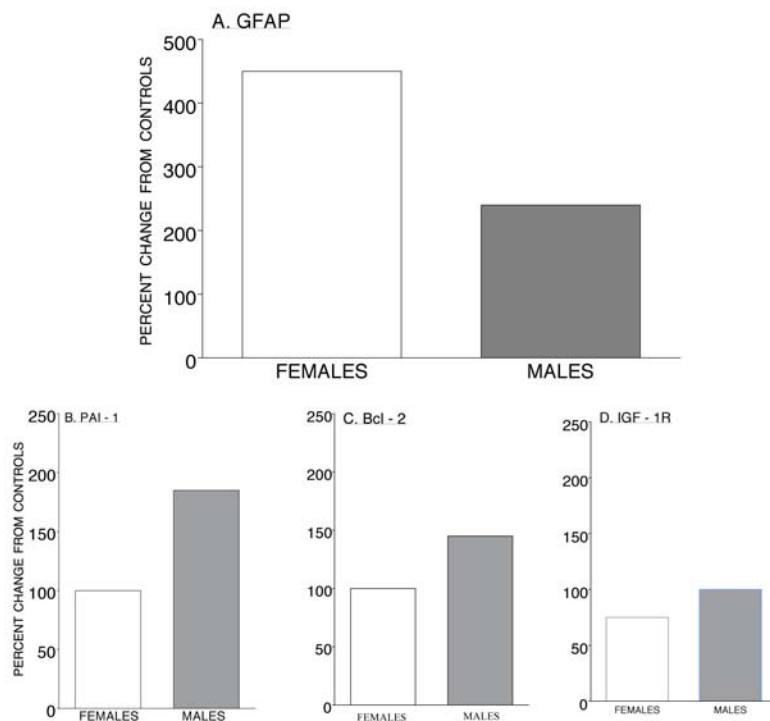 A. GFAP
PERCENT CHANGE FROM CONTROLS
500
400
300
200
100
0
FEMALES MALES
B. PAI - 1
PERCENT CHANGE FROM CONTROLS
250
200
150
100
50
0
FEMALES MALES
C. Bcl - 2
250
200
150
100
50
0
FEMALES MALES
D. IGF - 1R
250
200
150
100
50
0
FEMALES MALES